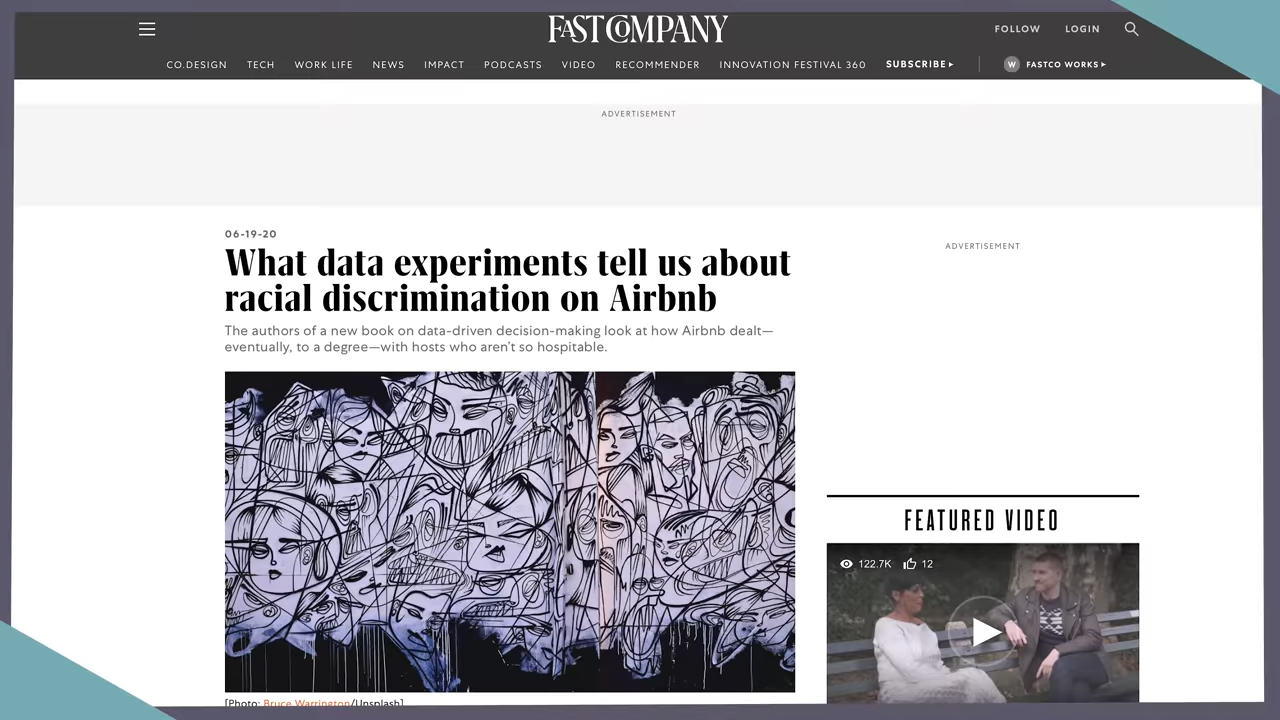 FAST COMPANY
FOLLOW LOGIN
CO.DESIGN TECH WORK LIFE NEWS IMPACT PODCASTS VIDEO RECOMMENDER INNOVATION FESTIVAL 360 SUBSCRIBE▸ W FASTCO WORKS▸
ADVERTISEMENT
06-19-20
What data experiments tell us about
racial discrimination on Airbnb
The authors of a new book on data-driven decision-making look at how Airbnb dealt—
eventually, to a degree—with hosts who aren't so hospitable.
[Photo: Bruce Warrington/Unsplash]
ADVERTISEMENT
FEATURED VIDEO
122.7K 12